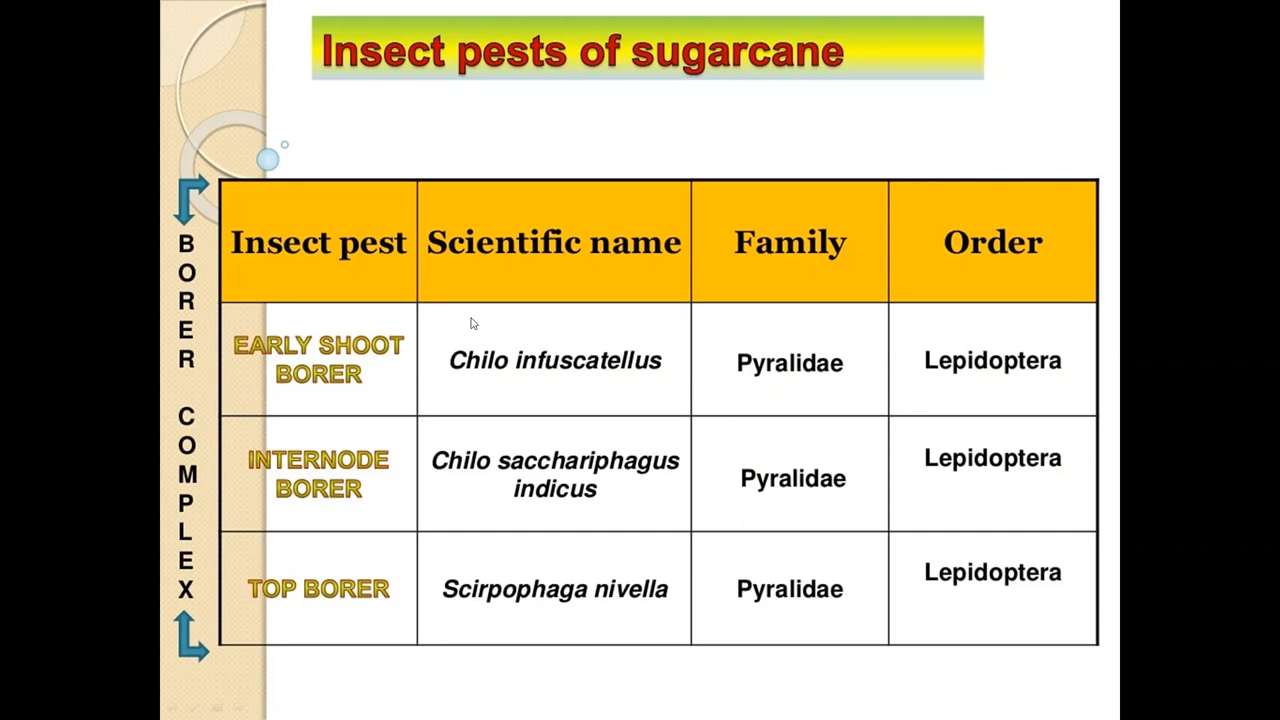 Insect pests of sugarcane
BORER COMPLEX
Insect pest Scientific name Family Order
EARLY SHOOT
BORER
Chilo infuscatellus
Pyralidae
Lepidoptera
INTERNODE
BORER
Chilo sacchariphagus
indicus
Pyralidae
Lepidoptera
TOP BORER
Scirpophaga nivella
Pyralidae
Lepidoptera